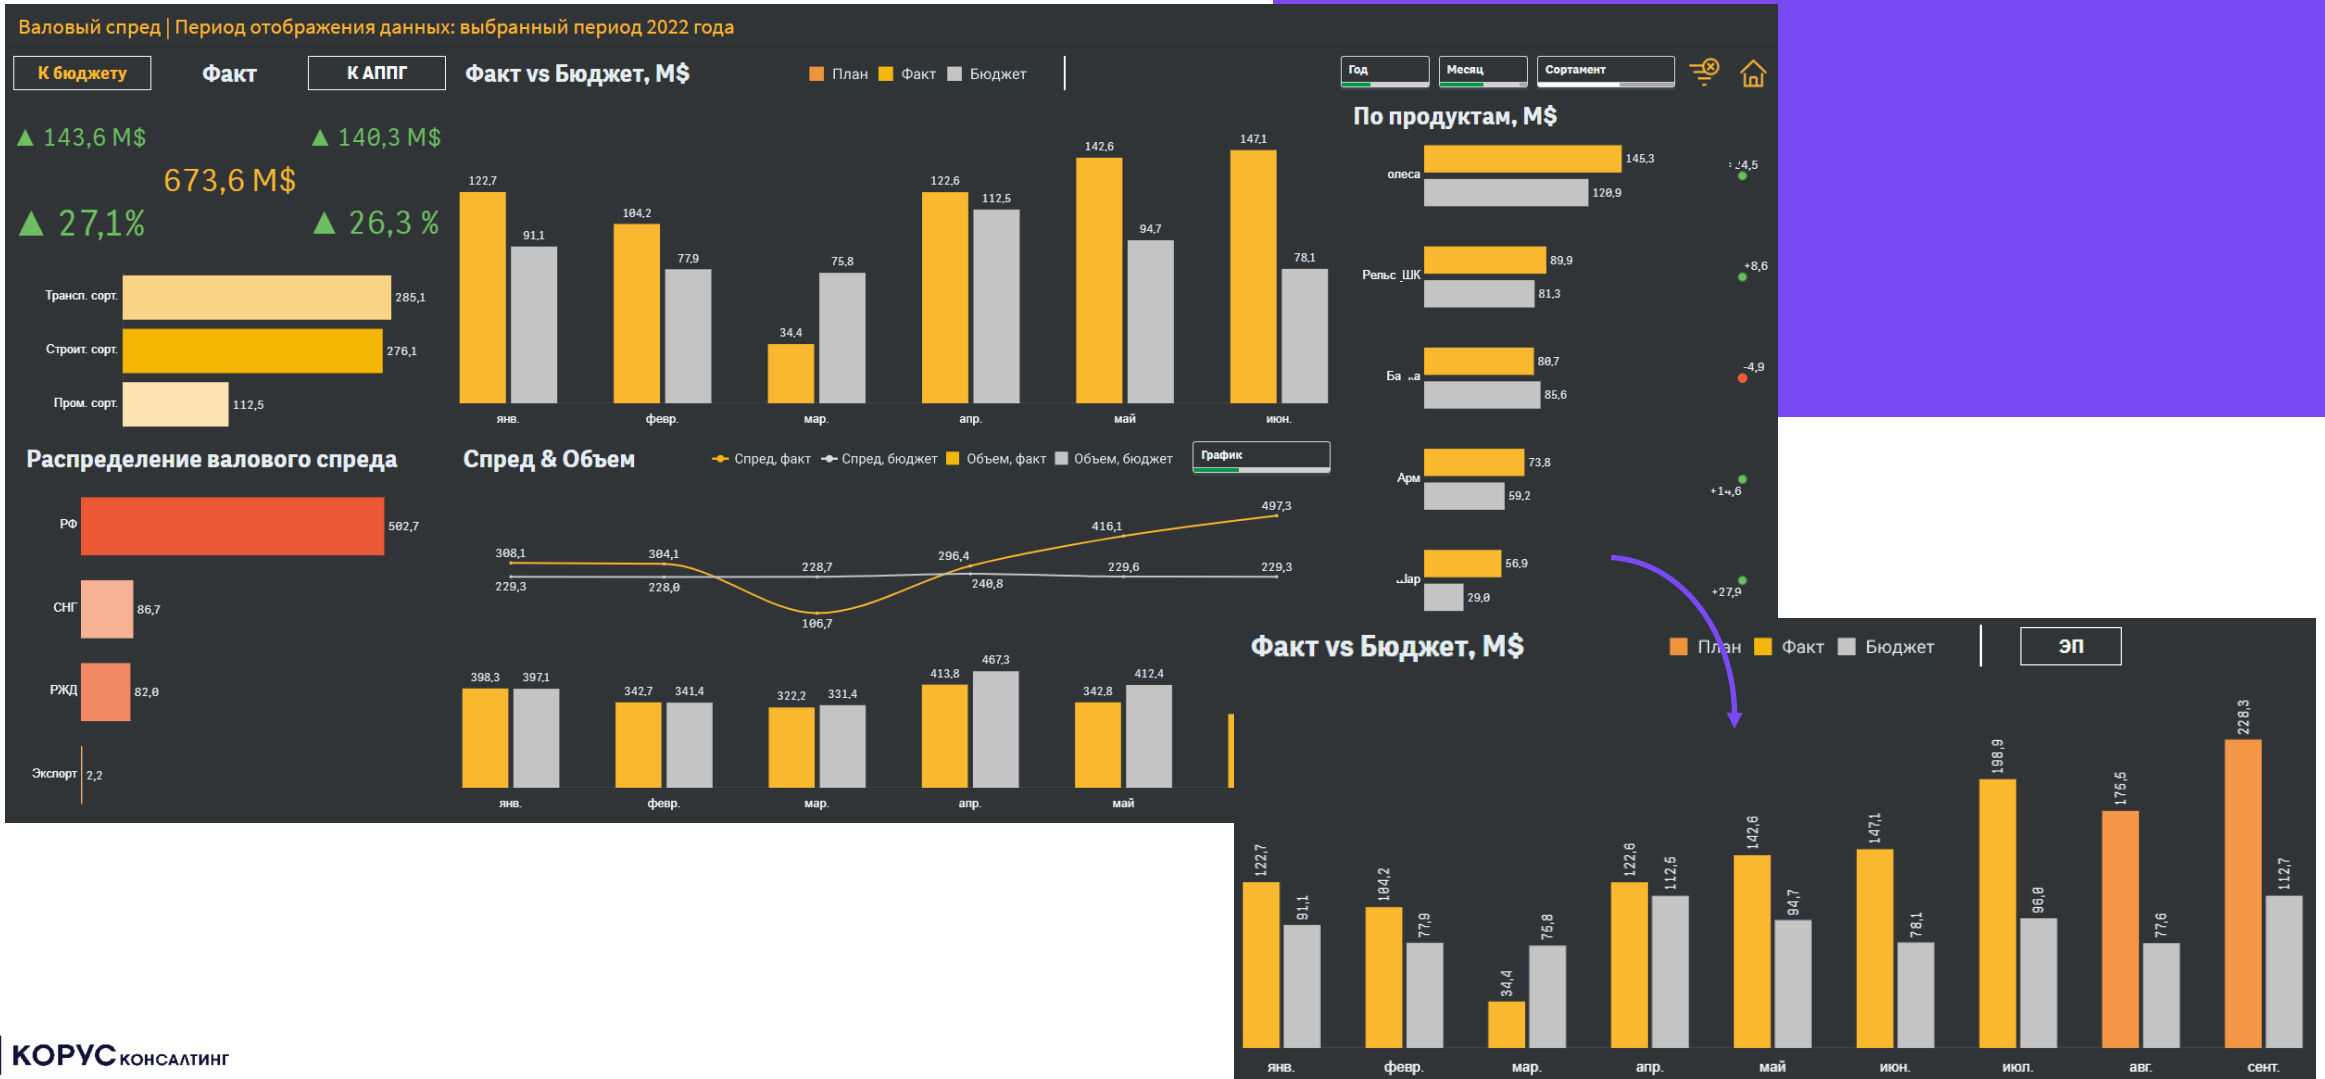 Валовый спред | Период отображения данных: выбранный период 2022 года
К бюджету
Факт
К АППГ
▲ 143,6 M$
▲ 140,3 M$
673,6 M$
▲ 27,1%
▲ 26,3 %
Трансп. сорт.
285,1
Строит. сорт.
276,1
Пром. сорт.
112,5
Факт vs Бюджет, M$
План Факт Бюджет
122,7
91,1
104,2
77,9
34,4
75,8
122,6
112,5
142,6
94,7
147,1
78,1
янв. февр. мар. апр. май июн.
Год
Месяц
Сортамент
По продуктам, M$
олеса
145,3
120,9
Рельс_ШК
89,9
81,3
+8,6
80,7
85,6
-4,9
Арм
73,8
59,2
56,9
29,0
+27,9
Распределение валового спреда
РФ
502,7
СНГ
86,7
РЖД
82,0
Экспорт
2,2
Спред & Объем
Спред, факт Спред, бюджет Объем, факт Объем, бюджет
График
308,1
304,1
106,7
296,4
416,1
497,3
229,3
228,0
228,7
240,8
229,6
229,3
398,3 397,1
342,7 341,4
322,2 331,4
413,8 467,3
342,8 412,4
янв. февр. мар. апр. май
Факт vs Бюджет, M$
План Факт Бюджет
ЭП
122,7
91,1
104,2
77,9
34,4
75,8
122,6
112,5
142,6
94,7
147,1
78,1
198,9
96,0
175,5
77,6
228,3
112,7
янв. февр. мар. апр. май июн. июл. авг. сент.
КОРУС КОНСАЛТИНГ